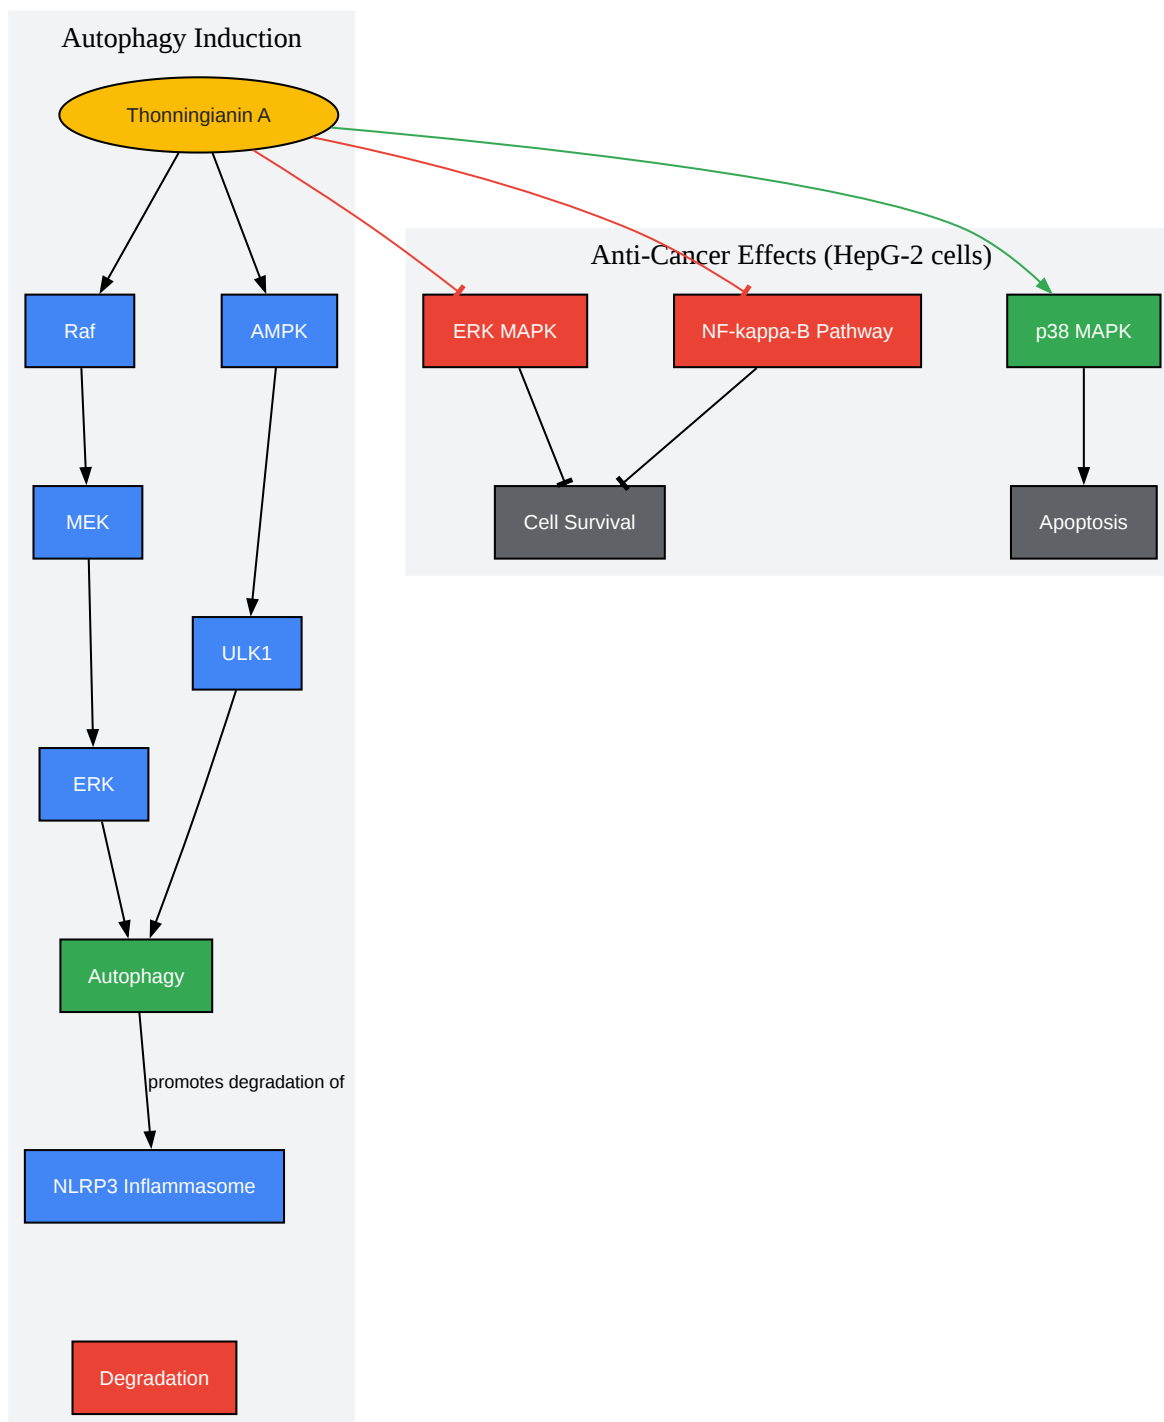 Autophagy Induction
Thonningianin A
Anti-Cancer Effects (HepG-2 cells)
Raf
AMPK
ERK MAPK
NF-kappa-B Pathway
p38 MAPK
MEK
Cell Survival
Apoptosis
ULK1
ERK
Autophagy
promotes degradation of
NLRP3 Inflammasome
Degradation